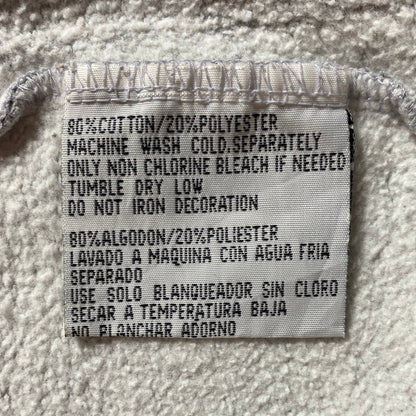 80%COTTON/20%POLYESTER
MACHINE WASH COLD.SEPARATELY
ONLY NON CHLORINE BLEACH IF NEEDED
TUMBLE DRY LOW
DO NOT IRON DECORATION
80%ALGODON/20%POLIESTER
LAVADO A MAQUINA CON AGUA FRIA
SEPARADO
USE SOLO BLANQUEADOR SIN CLORO
SECAR A TEMPERATURA BAJA
NO PLANCHAR ADORNO